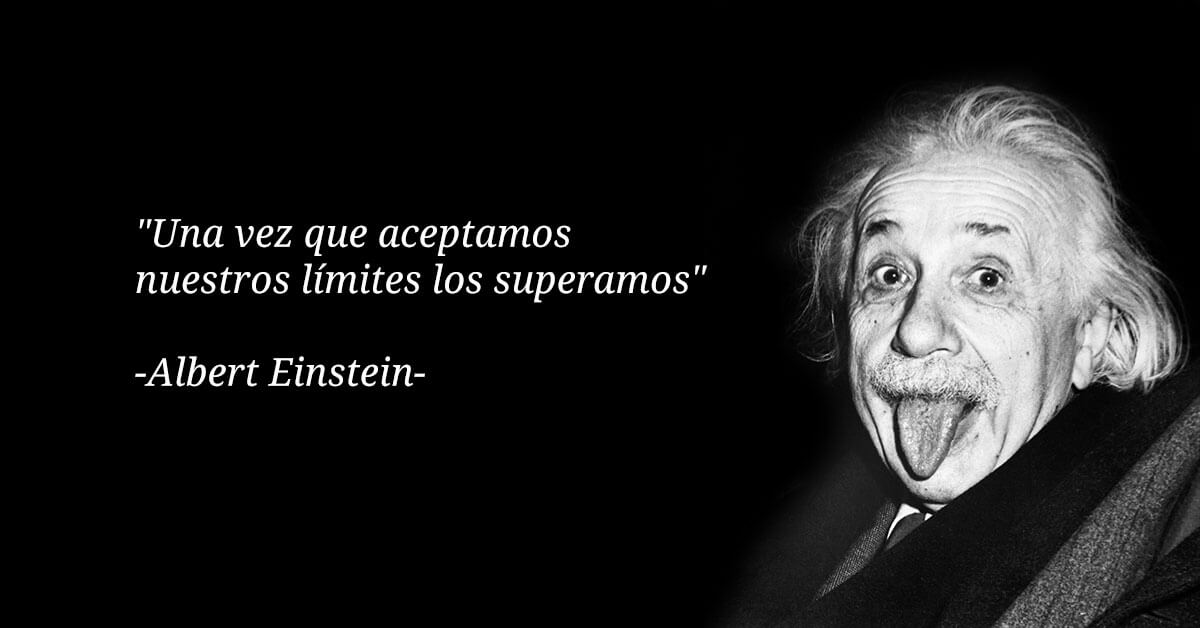 "Una vez que aceptamos
nuestros límites los superamos"
-Albert Einstein-